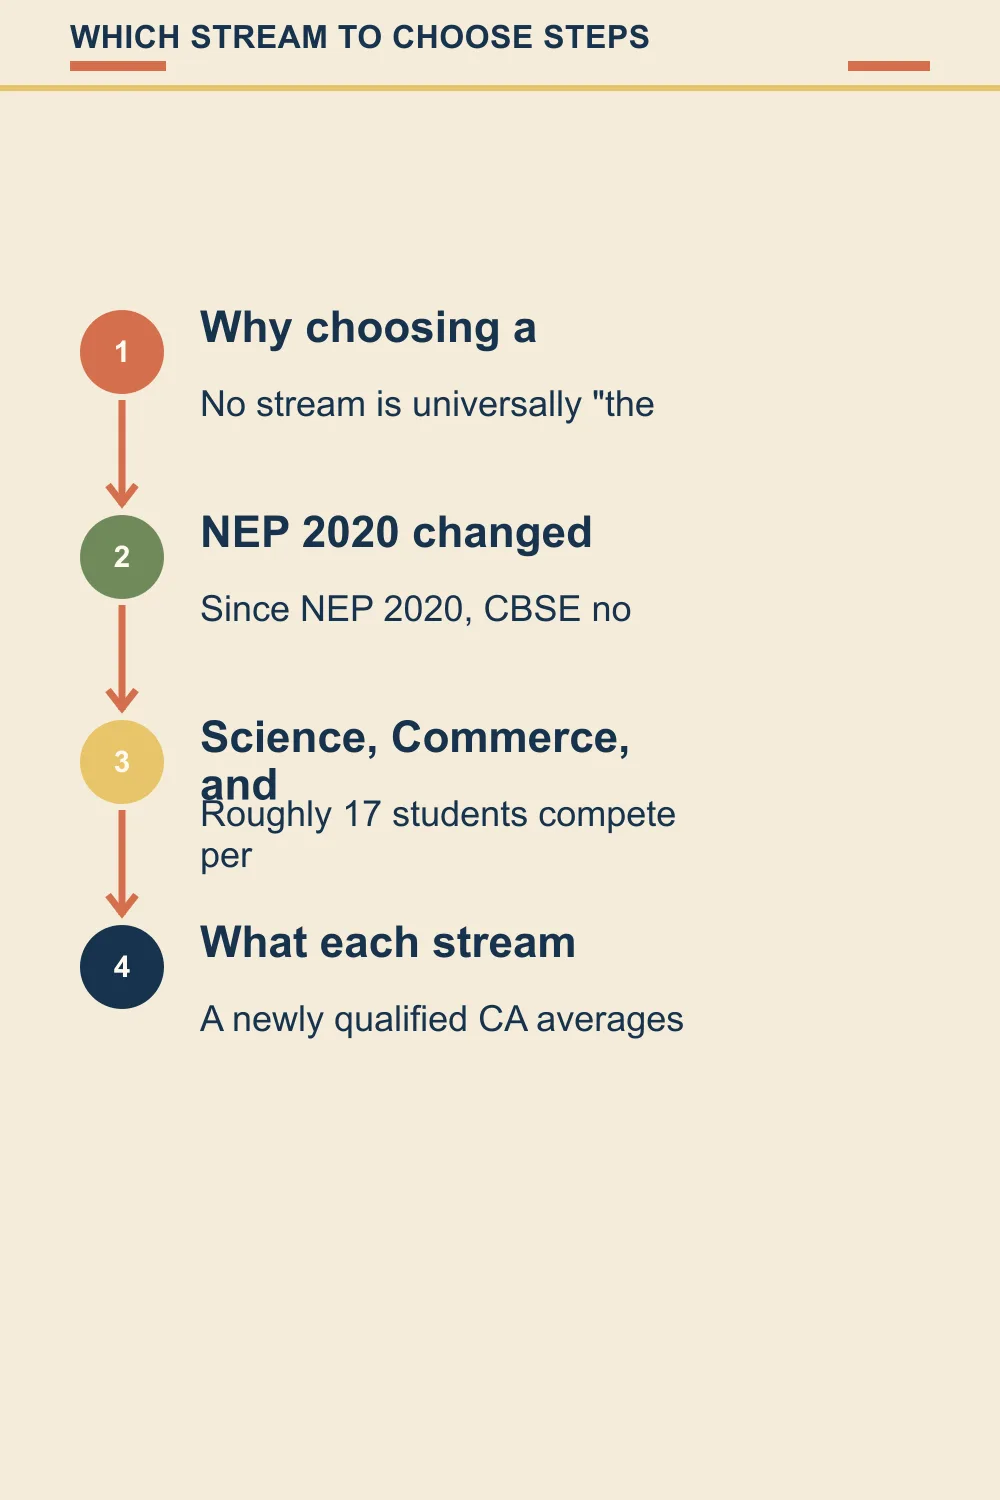 WHICH STREAM TO CHOOSE STEPS
1
Why choosing a
No stream is universally "the
2
NEP 2020 changed
Since NEP 2020, CBSE no
3
Science, Commerce,
and
Roughly 17 students compete
per
4
What each stream
A newly qualified CA averages